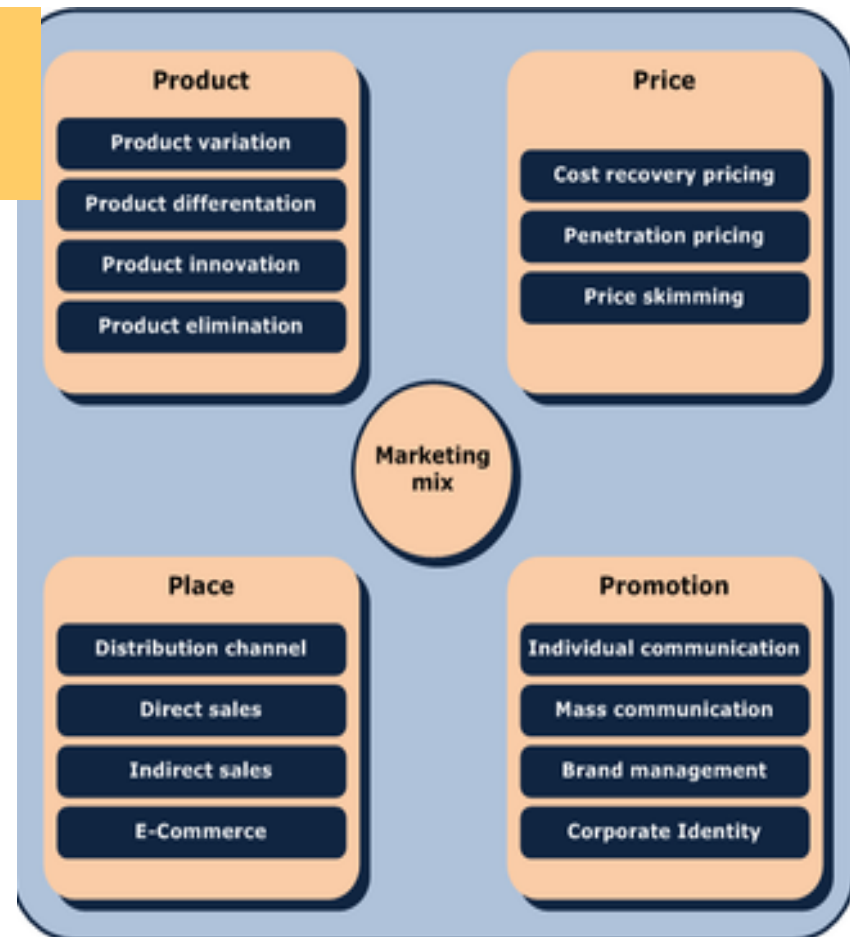 Product
Product variation
Product differentation
Product innovation
Product elimination
Price
Cost recovery pricing
Penetration pricing
Price skimming
Marketing
mix
Place
Distribution channel
Direct sales
Indirect sales
E-Commerce
Promotion
Individual communication
Mass communication
Brand management
Corporate Identity